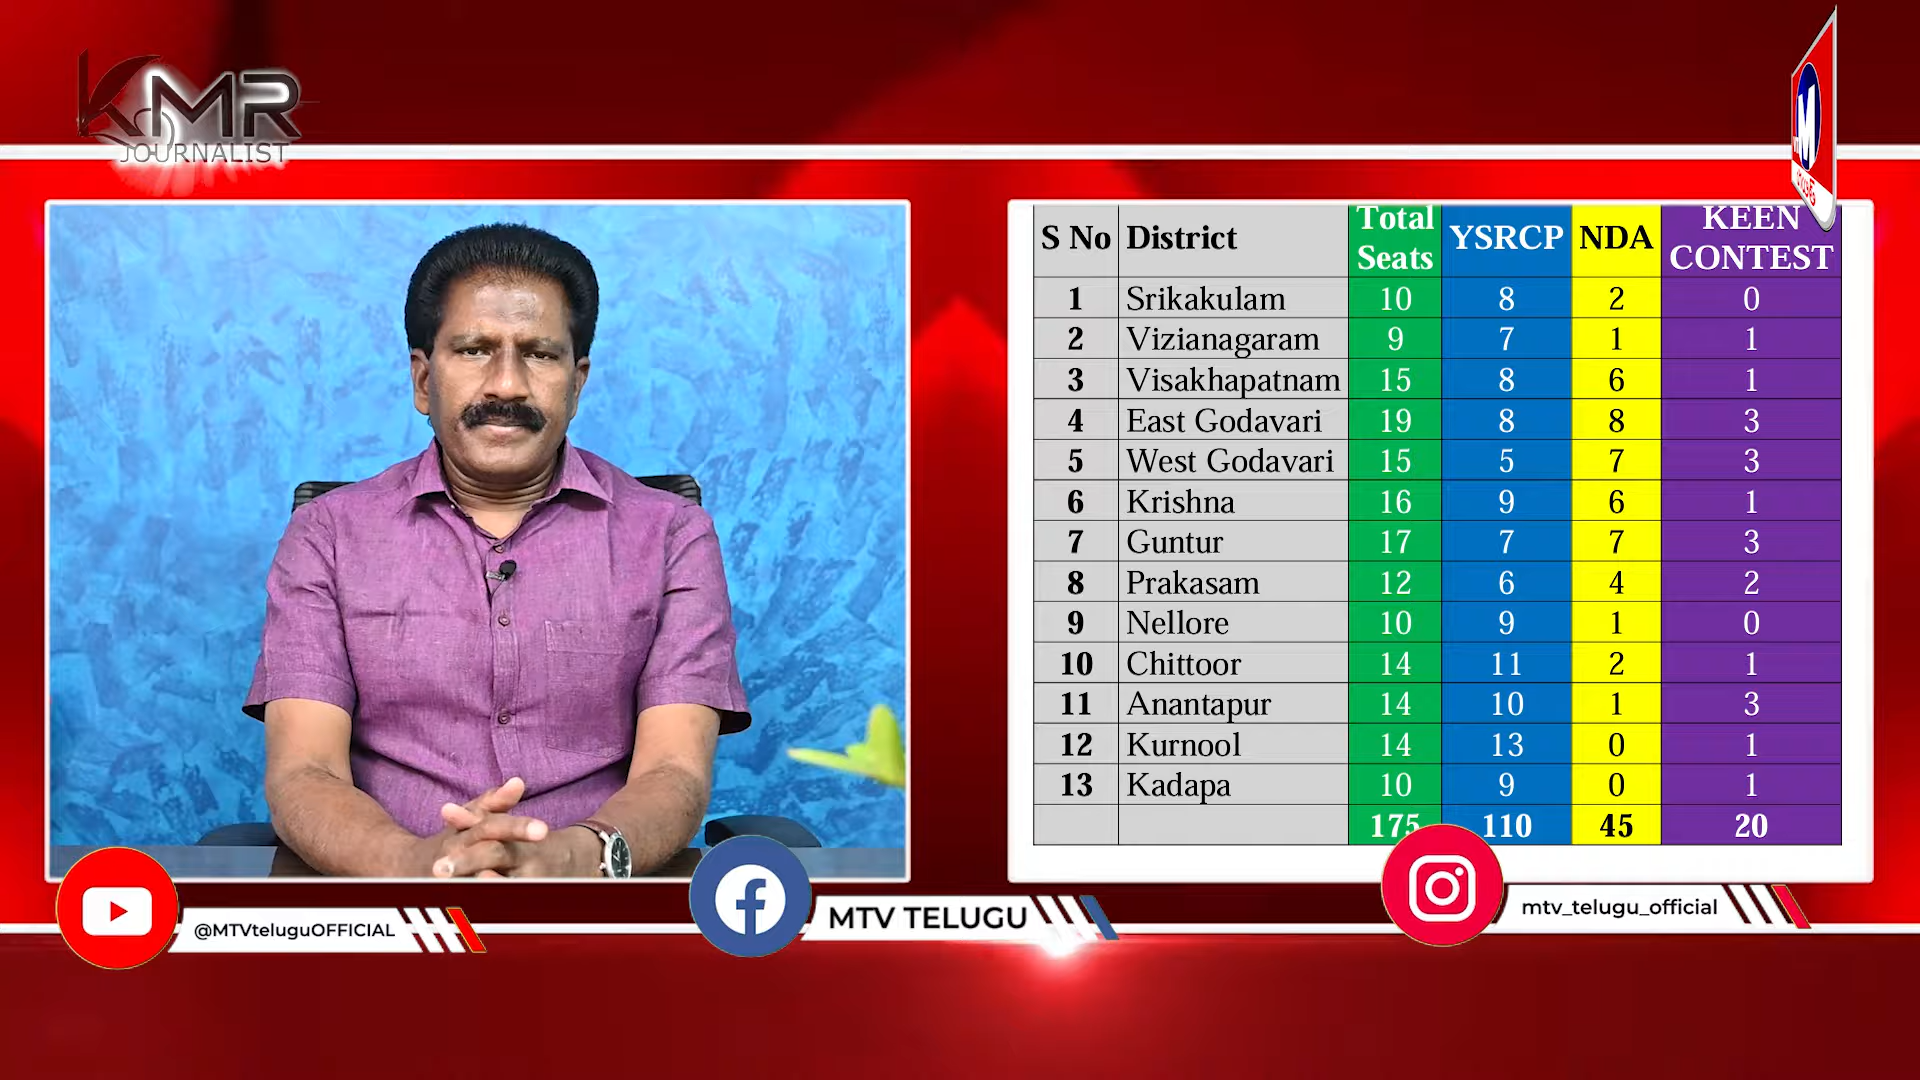 KMR
JOURNALIST
M
S No District Total Seats YSRCP NDA KEEN CONTEST
1 Srikakulam 10 8 2 0
2 Vizianagaram 9 7 1 1
3 Visakhapatnam 15 8 6 1
4 East Godavari 19 8 8 3
5 West Godavari 15 5 7 3
6 Krishna 16 9 6 1
7 Guntur 17 7 7 3
8 Prakasam 12 6 4 2
9 Nellore 10 9 1 0
10 Chittoor 14 11 2 1
11 Anantapur 14 10 1 3
12 Kurnool 14 13 0 1
13 Kadapa 10 9 0 1
175 110 45 20
@MTVteluguOFFICIAL
MTV TELUGU
mtv_telugu_official